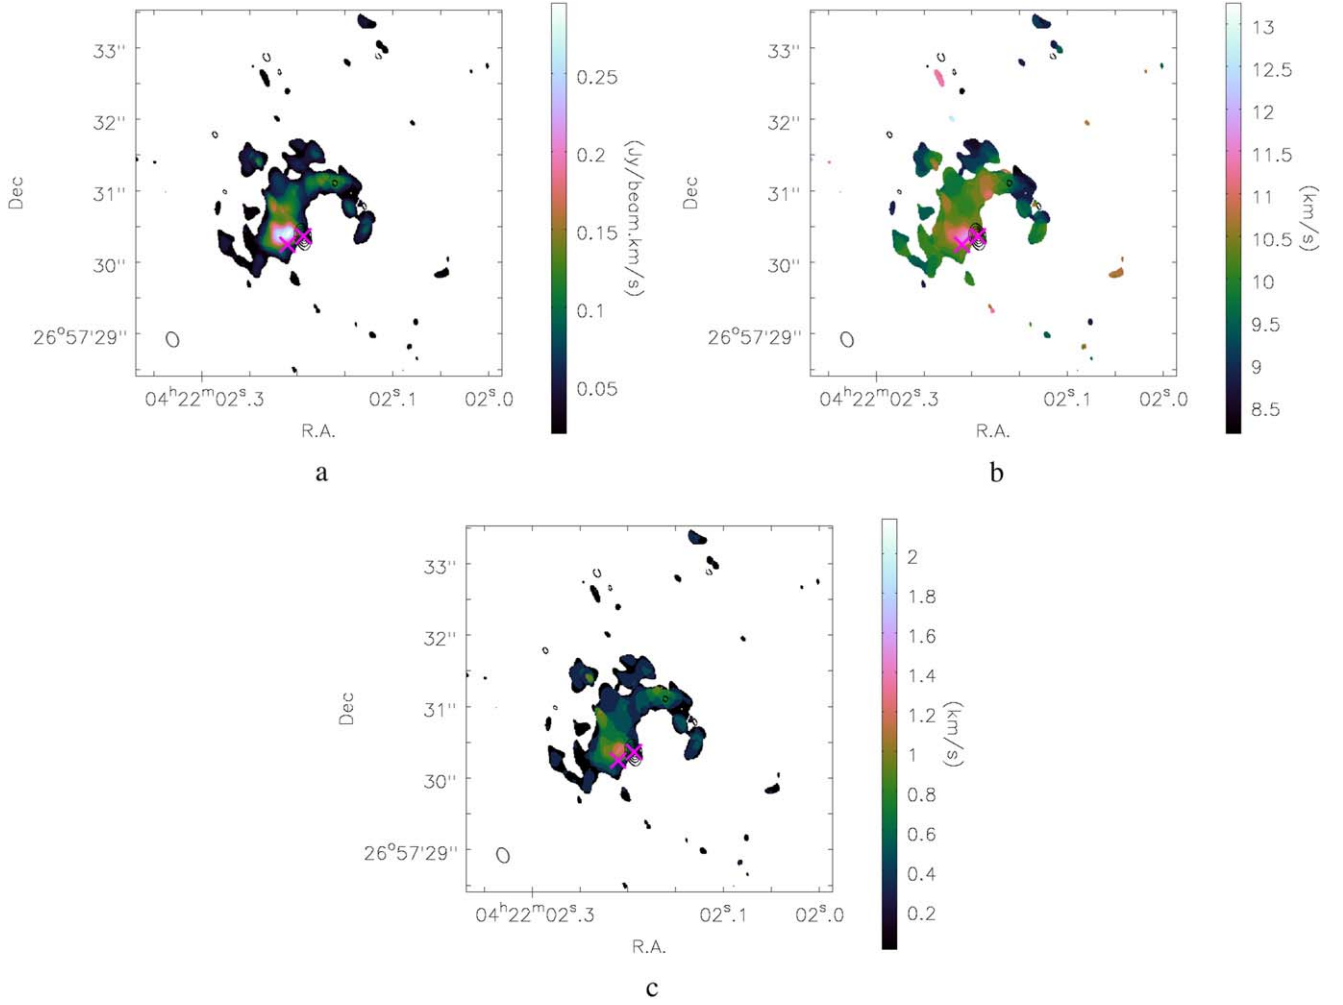 33''
32''
31''
30''
26°57'29''
Dec
04ʰ22ᵐ02ˢ.3
02ˢ.1
02ˢ.0
R.A.
0.25
0.2
0.15
0.1
0.05
(Jy/beam.km/s)
a
33''
32''
31''
30''
26°57'29''
Dec
04ʰ22ᵐ02ˢ.3
02ˢ.1
02ˢ.0
R.A.
13
12.5
12
11.5
11
10.5
10
9.5
9
8.5
(km/s)
b
33''
32''
31''
30''
26°57'29''
Dec
04ʰ22ᵐ02ˢ.3
02ˢ.1
02ˢ.0
R.A.
2
1.8
1.6
1.4
1.2
1
0.8
0.6
0.4
0.2
(km/s)
c